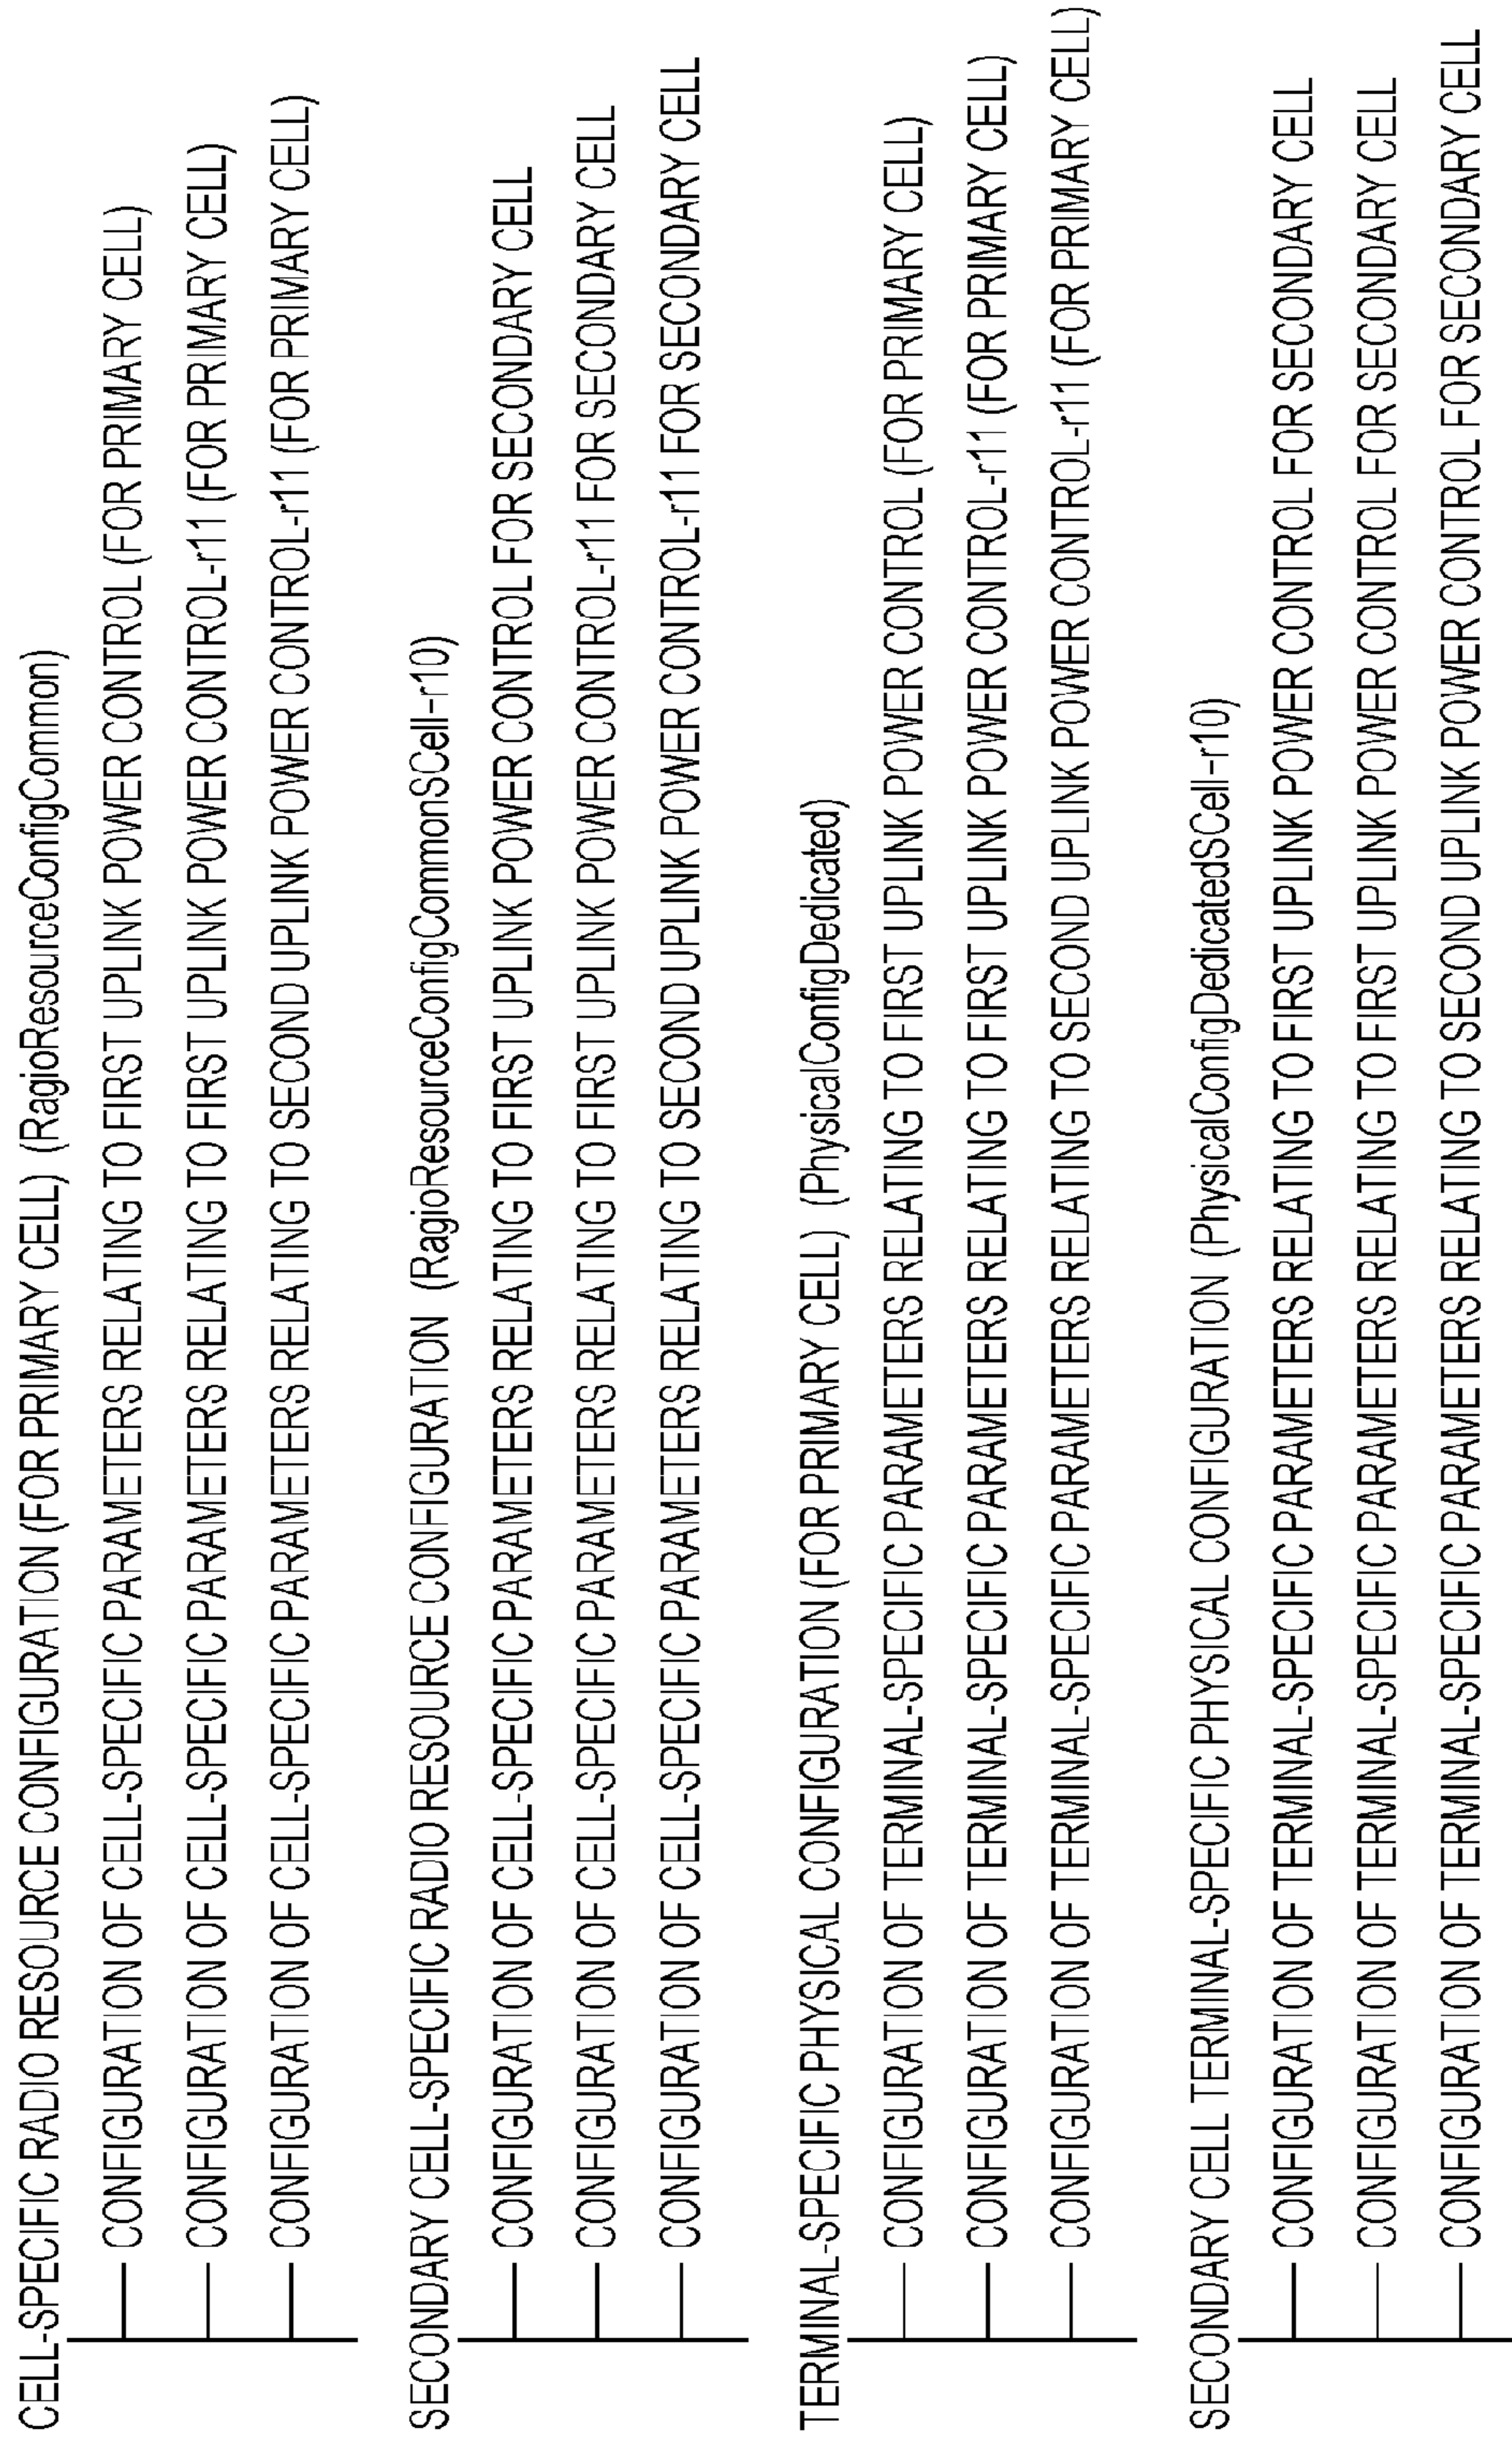 CELL-SPECIFIC RADIO RESOURCE CONFIGURATION (FOR PRIMARY CELL) (RagioResourceConfigCommon)
CONFIGURATION OF CELL-SPECIFIC PARAMETERS RELATING TO FIRST UPLINK POWER CONTROL (FOR PRIMARY CELL)
CONFIGURATION OF CELL-SPECIFIC PARAMETERS RELATING TO FIRST UPLINK POWER CONTROL-r11 (FOR PRIMARY CELL)
CONFIGURATION OF CELL-SPECIFIC PARAMETERS RELATING TO SECOND UPLINK POWER CONTROL-r11 (FOR PRIMARY CELL)
SECONDARY CELL-SPECIFIC RADIO RESOURCE CONFIGURATION (RagioResourceConfigCommonSCell-r10)
CONFIGURATION OF CELL-SPECIFIC PARAMETERS RELATING TO FIRST UPLINK POWER CONTROL FOR SECONDARY CELL
CONFIGURATION OF CELL-SPECIFIC PARAMETERS RELATING TO FIRST UPLINK POWER CONTROL-r11 FOR SECONDARY CELL
CONFIGURATION OF CELL-SPECIFIC PARAMETERS RELATING TO SECOND UPLINK POWER CONTROL-r11 FOR SECONDARY CELL
TERMINAL-SPECIFIC PHYSICAL CONFIGURATION (FOR PRIMARY CELL) (PhysicalConfigDedicated)
CONFIGURATION OF TERMINAL-SPECIFIC PARAMETERS RELATING TO FIRST UPLINK POWER CONTROL (FOR PRIMARY CELL)
CONFIGURATION OF TERMINAL-SPECIFIC PARAMETERS RELATING TO FIRST UPLINK POWER CONTROL-r11 (FOR PRIMARY CELL)
CONFIGURATION OF TERMINAL-SPECIFIC PARAMETERS RELATING TO SECOND UPLINK POWER CONTROL-r11 (FOR PRIMARY CELL)
SECONDARY CELL TERMINAL-SPECIFIC PHYSICAL CONFIGURATION (PhysicalConfigDedicatedSCell-r10)
CONFIGURATION OF TERMINAL-SPECIFIC PARAMETERS RELATING TO FIRST UPLINK POWER CONTROL FOR SECONDARY CELL
CONFIGURATION OF TERMINAL-SPECIFIC PARAMETERS RELATING TO FIRST UPLINK POWER CONTROL FOR SECONDARY CELL
CONFIGURATION OF TERMINAL-SPECIFIC PARAMETERS RELATING TO SECOND UPLINK POWER CONTROL FOR SECONDARY CELL